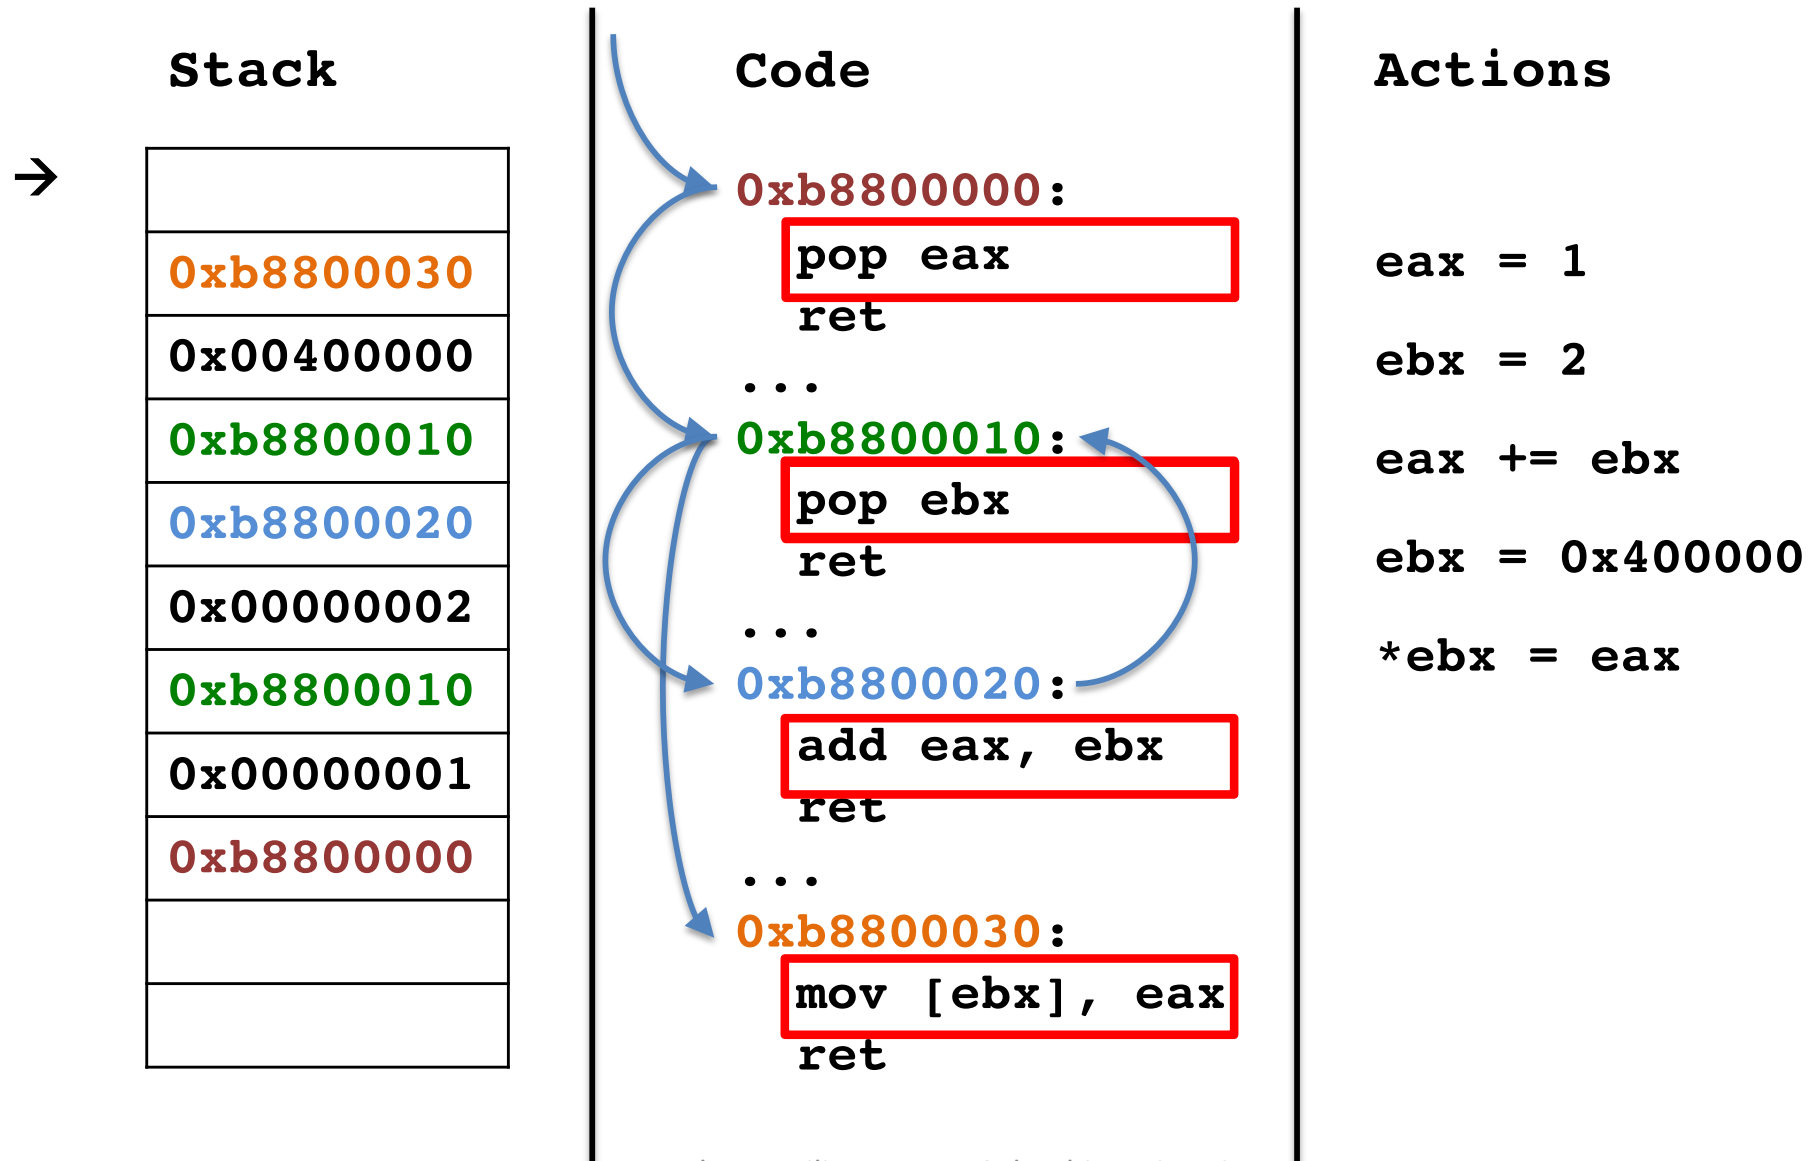 Stack
0xb8800030
0x00400000
0xb8800010
0xb8800020
0x00000002
0xb8800010
0x00000001
0xb8800000
Code
0xb8800000:
pop eax
ret
...
0xb8800010:
pop ebx
ret
...
0xb8800020:
add eax, ebx
ret
...
0xb8800030:
mov [ebx], eax
ret
Actions
eax = 1
ebx = 2
eax += ebx
ebx = 0x400000
*ebx = eax